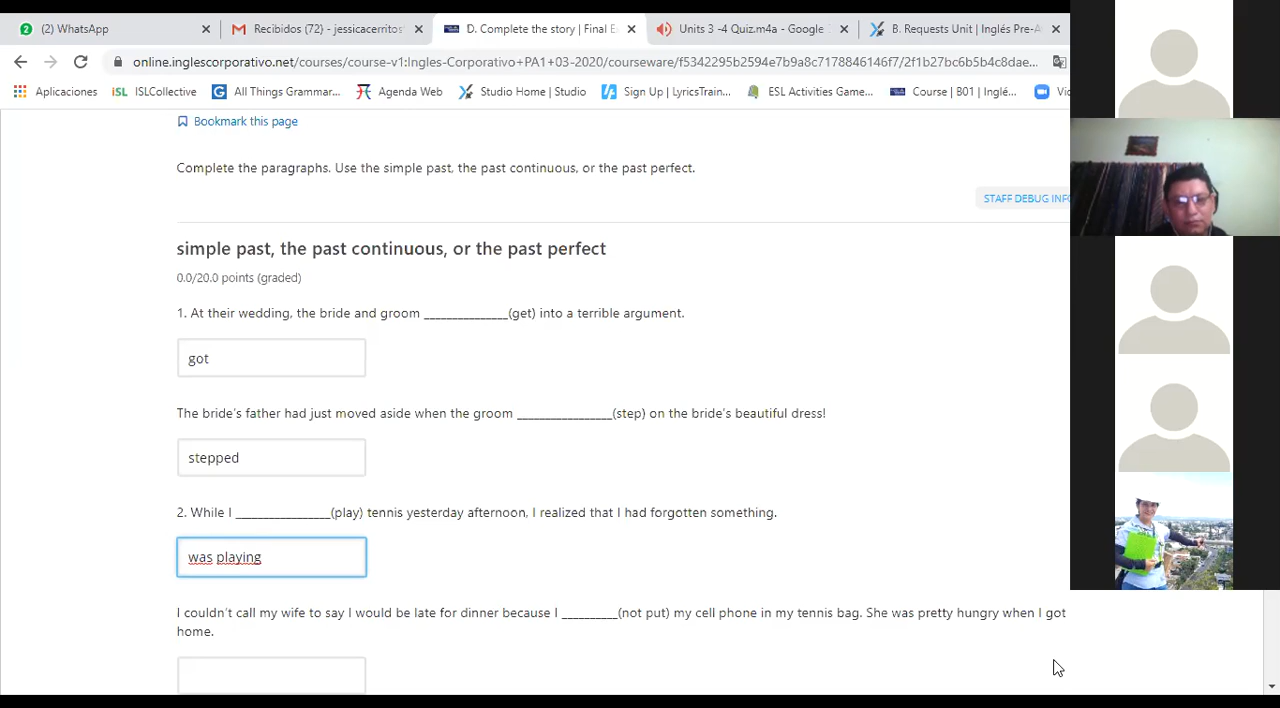 2 (2) WhatsApp
Recibidos (72) - jessicacerritos
D. Complete the story | Final E
Units 3 -4 Quiz.m4a - Google
B. Requests Unit | Inglés Pre-A
online.inglescorporativo.net/courses/course-v1:Ingles-Corporativo+PA1+03-2020/courseware/f5342295b2594e7b9a8c7178846146f7/2f1b27bc6b5b4c8dae...
Aplicaciones
iSL ISLCollective
All Things Grammar...
Agenda Web
Studio Home | Studio
Sign Up | LyricsTrain...
ESL Activities Game...
Course | B01 | Inglé...
Bookmark this page
Complete the paragraphs. Use the simple past, the past continuous, or the past perfect.
STAFF DEBUG INFO
simple past, the past continuous, or the past perfect
0.0/20.0 points (graded)
1. At their wedding, the bride and groom _______________(get) into a terrible argument.
got
The bride's father had just moved aside when the groom _________________(step) on the bride's beautiful dress!
stepped
2. While I _________________(play) tennis yesterday afternoon, I realized that I had forgotten something.
was playing
I couldn't call my wife to say I would be late for dinner because I __________(not put) my cell phone in my tennis bag. She was pretty hungry when I got
home.